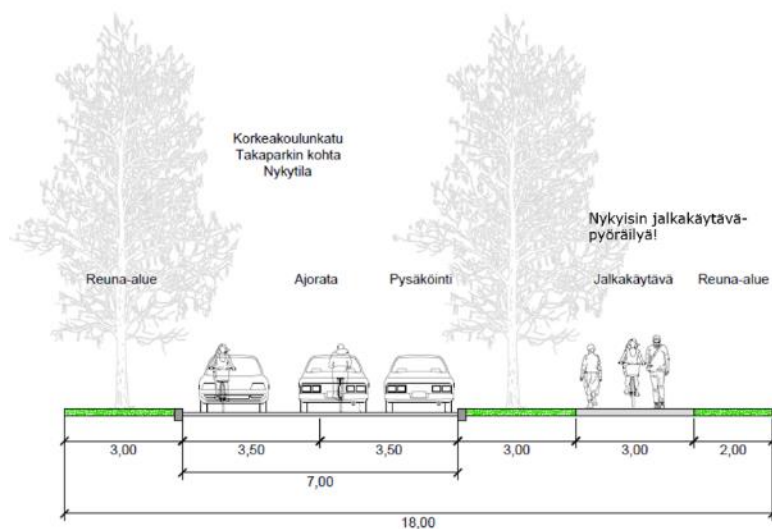 Korkeakoulunkatu
Takaparkin kohta
Nykytila
Nykyisin jalkakäytävä-
pyöräilyä!
Reuna-alue
Ajorata
Pysäköinti
Jalkakäytävä
Reuna-alue
3,00
3,50
3,50
3,00
3,00
2,00
7,00
18,00